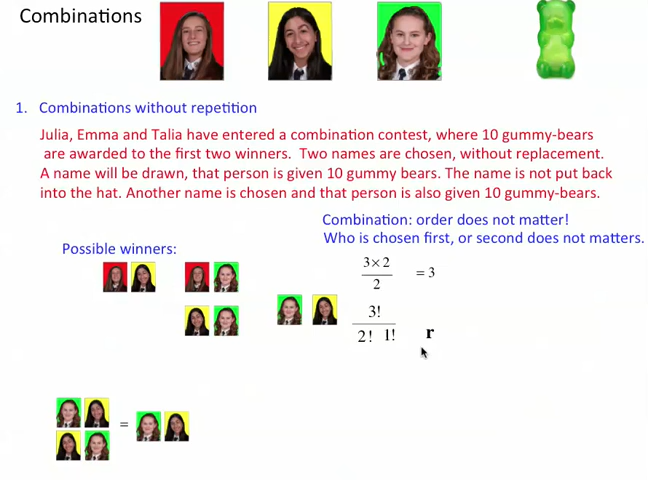 Combinations
1. Combinations without repetition
Julia, Emma and Talia have entered a combination contest, where 10 gummy-bears
are awarded to the first two winners. Two names are chosen, without replacement.
A name will be drawn, that person is given 10 gummy bears. The name is not put back
into the hat. Another name is chosen and that person is also given 10 gummy-bears.
Combination: order does not matter!
Who is chosen first, or second does not matters.
Possible winners:
3 × 2
2
= 3
3!
2! 1!
r
=